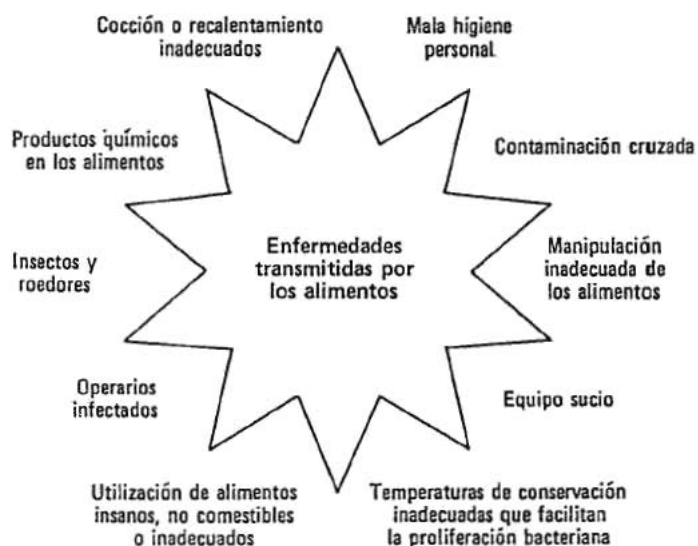 Cocción o recalentamiento
inadecuados
Mala higiene
personal
Productos químicos
en los alimentos
Contaminación cruzada
Insectos y
roedores
Enfermedades
transmitidas por
los alimentos
Manipulación
inadecuada de
los alimentos
Operarios
infectados
Equipo sucio
Utilización de alimentos
insanos, no comestibles
o inadecuados
Temperaturas de conservación
inadecuadas que facilitan
la proliferación bacteriana